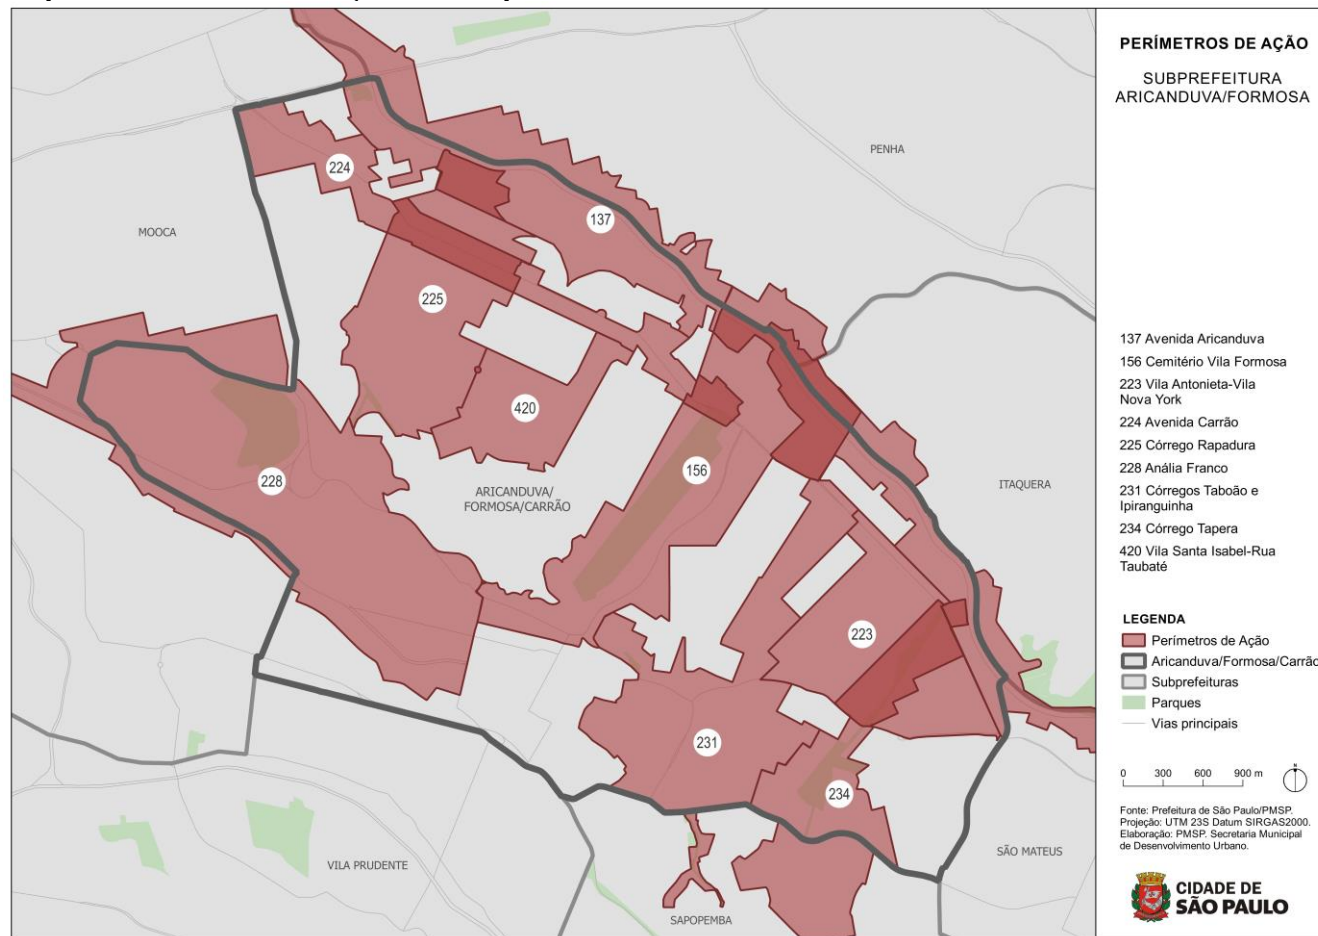 PERÍMETROS DE AÇÃO
SUBPREFEITURA
ARICANDUVA/FORMOSA
PENHA
224
137
MOOCA
225
420
228
156
ARICANDUVA/
FORMOSA/CARRÃO
ITAQUERA
223
231
234
VILA PRUDENTE
SÃO MATEUS
SAPOPEMBA
137 Avenida Aricanduva
156 Cemitério Vila Formosa
223 Vila Antonieta-Vila
Nova York
224 Avenida Carrão
225 Córrego Rapadura
228 Anália Franco
231 Córregos Taboão e
Ipiranguinha
234 Córrego Tapera
420 Vila Santa Isabel-Rua
Taubaté
LEGENDA
Perímetros de Ação
Aricanduva/Formosa/Carrão
Subprefeituras
Parques
Vias principais
0 300 600 900 m
N
Fonte: Prefeitura de São Paulo/PMSP.
Projeção: UTM 23S Datum SIRGAS2000.
Elaboração: PMSP. Secretaria Municipal
de Desenvolvimento Urbano.
CIDADE DE
SÃO PAULO